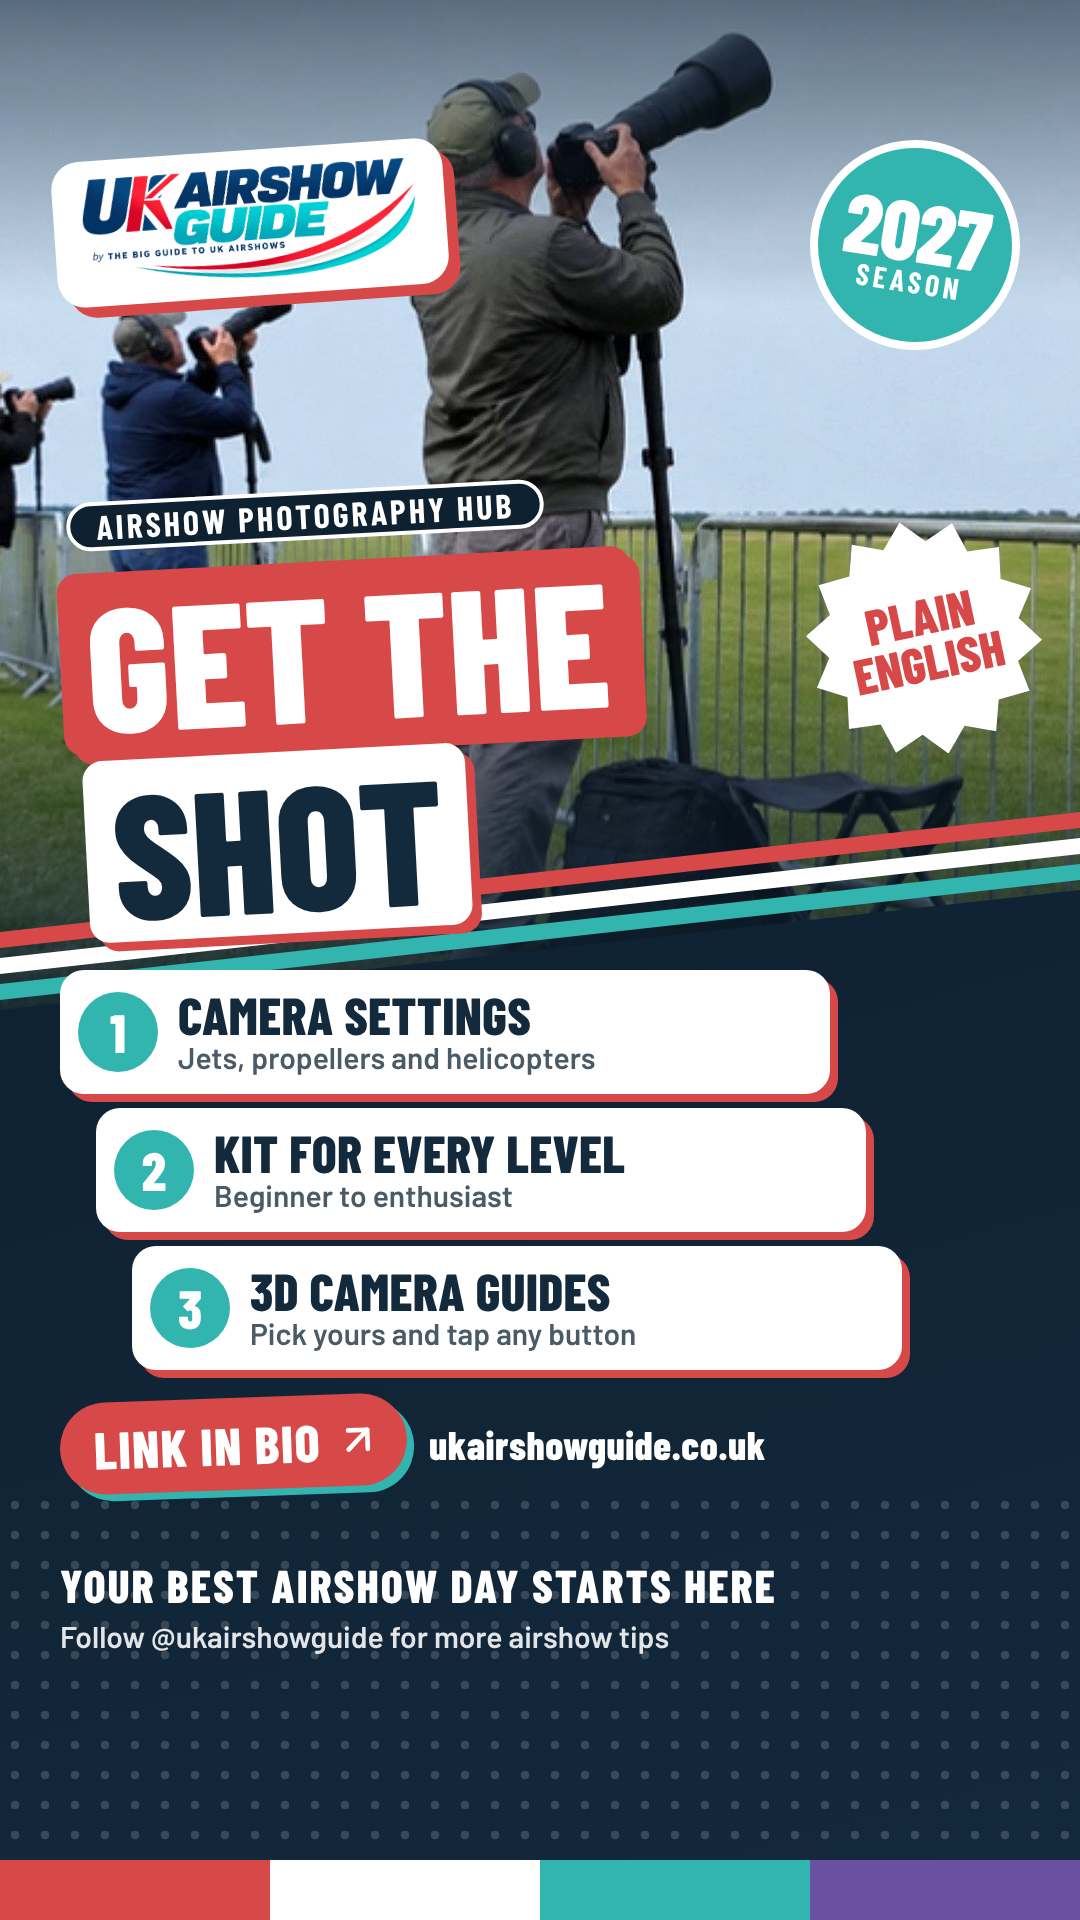 UK AIRSHOW
GUIDE
by THE BIG GUIDE TO UK AIRSHOWS
2027
SEASON
AIRSHOW PHOTOGRAPHY HUB
GET THE
SHOT
PLAIN
ENGLISH
1
CAMERA SETTINGS
Jets, propellers and helicopters
2
KIT FOR EVERY LEVEL
Beginner to enthusiast
3
3D CAMERA GUIDES
Pick yours and tap any button
LINK IN BIO
ukairshowguide.co.uk
YOUR BEST AIRSHOW DAY STARTS HERE
Follow @ukairshowguide for more airshow tips